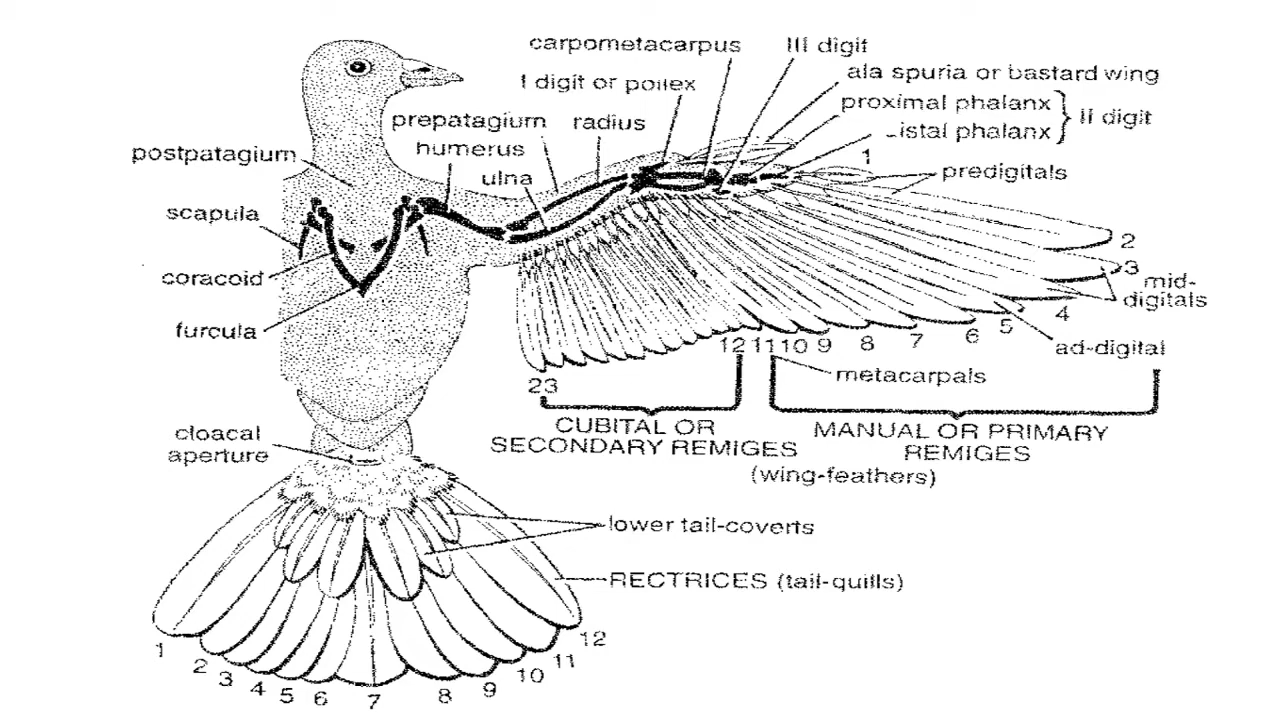 carpometacarpus
III digit
I digit or pollex
ala spuria or bastard wing
proximal phalanx
II digit
istal phalanx
prepatagium
radius
humerus
postpatagium
ulna
1
predigitals
scapula
2
3
coracoid
mid-
digitals
furcula
4
5
6
7
8
9
10
11
12
ad-digital
metacarpals
23
CUBITAL OR
SECONDARY REMIGES
MANUAL OR PRIMARY
REMIGES
(wing-feathers)
cloacal
aperture
lower tail-coverts
RECTRICES (tail-quills)
1
2
3
4
5
6
7
8
9
10
11
12